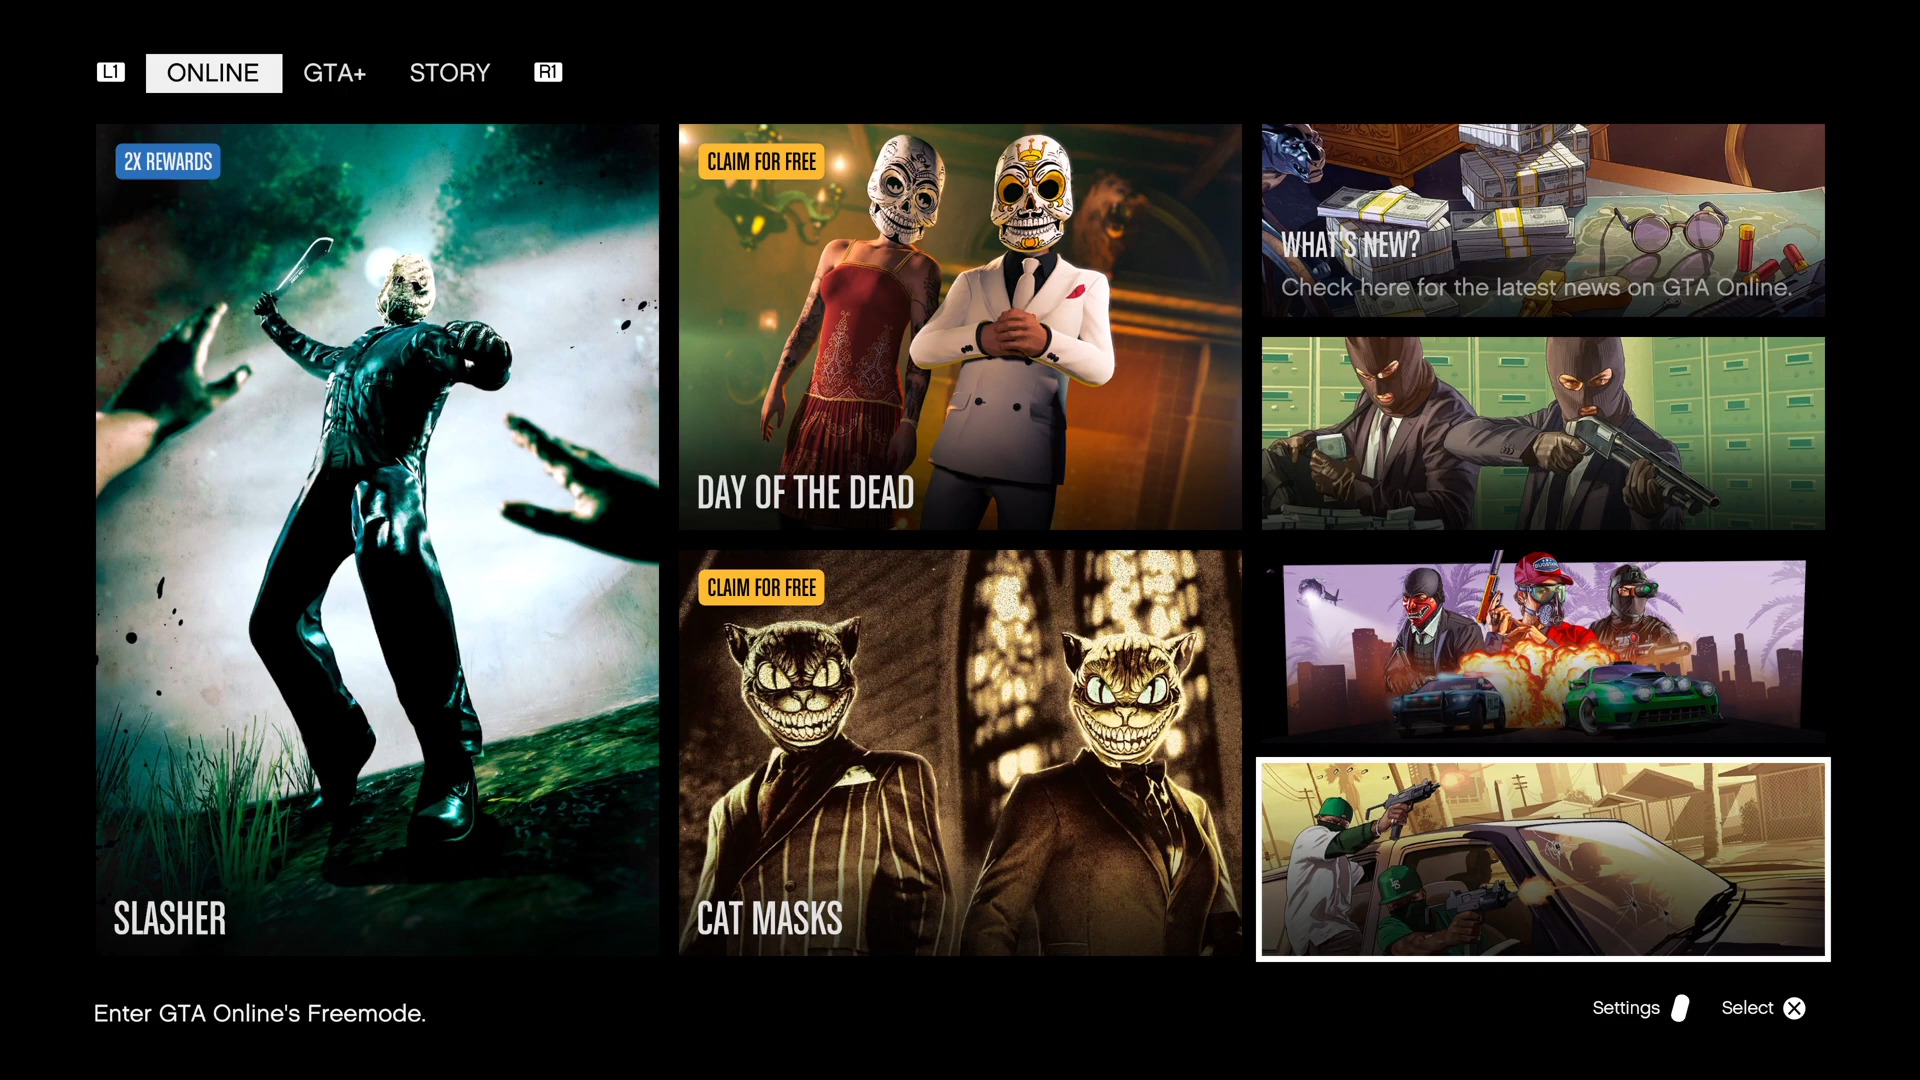 L1 ONLINE GTA+ STORY R1
2X REWARDS
SLASHER
CLAIM FOR FREE
DAY OF THE DEAD
CLAIM FOR FREE
CAT MASKS
WHAT'S NEW?
Check here for the latest news on GTA Online.
Enter GTA Online's Freemode.
Settings Select